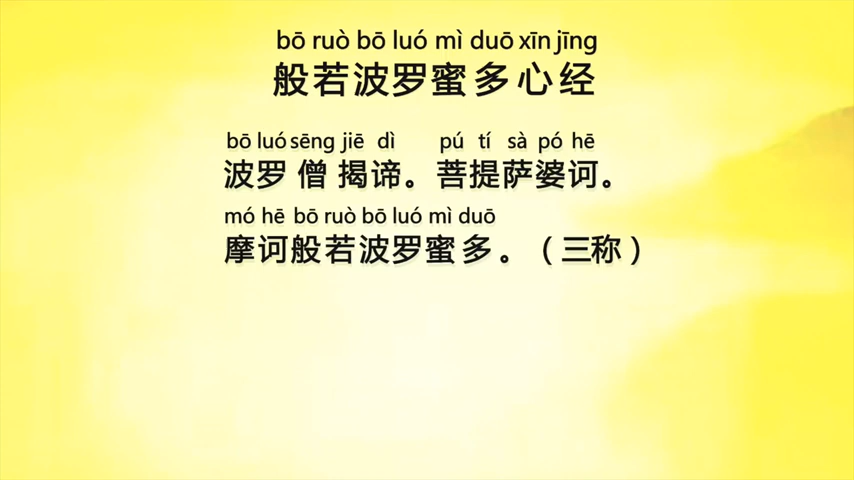 bō ruò bō luó mì duō xīn jīng
般若波罗蜜多心经
bō luó sēng jiē dì pú tí sà pó hē
波罗僧揭谛。菩提萨婆诃。
mó hē bō ruò bō luó mì duō
摩诃般若波罗蜜多。（三称）